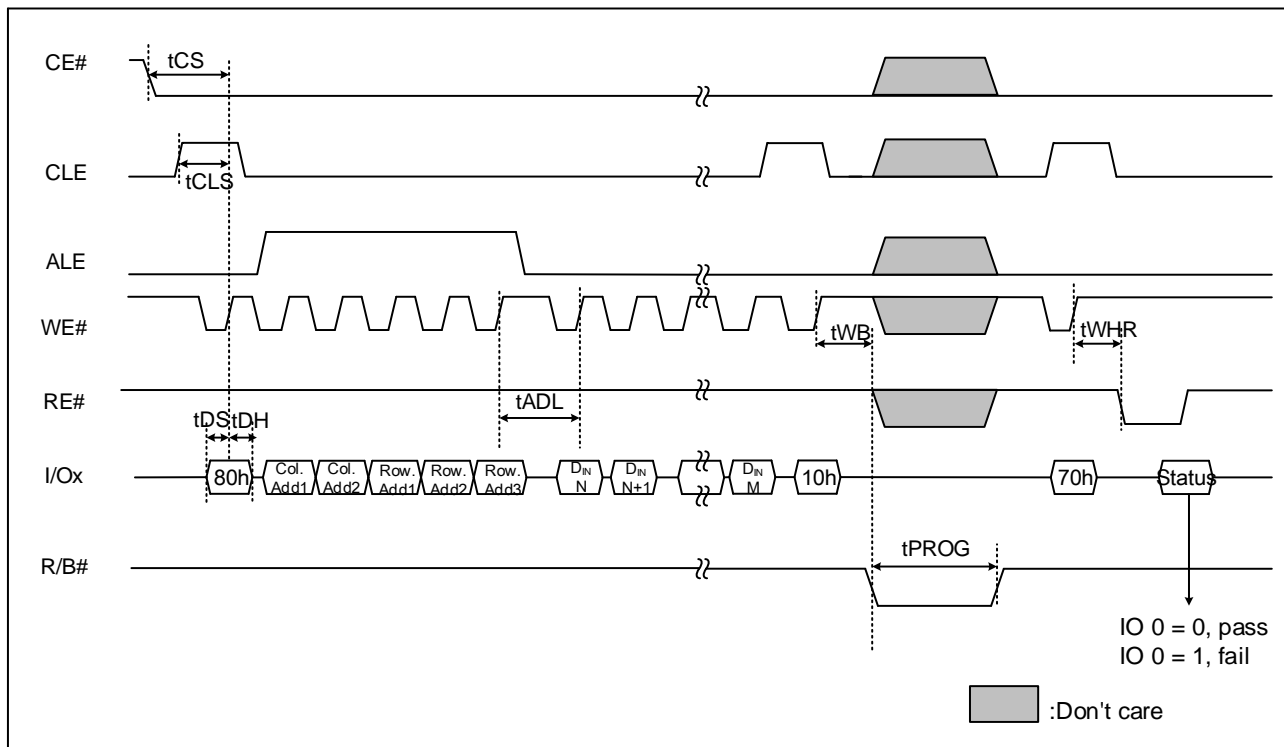 CE#
tCS
CLE
tCLS
ALE
WE#
tWB
tWHR
RE#
tDS
tDH
tADL
I/Ox
80h
Col.
Add1
Col.
Add2
Row.
Add1
Row.
Add2
Row.
Add3
DIN
N
DIN
N+1
DIN
M
10h
70h
Status
R/B#
tPROG
IO 0 = 0, pass
IO 0 = 1, fail
:Don't care